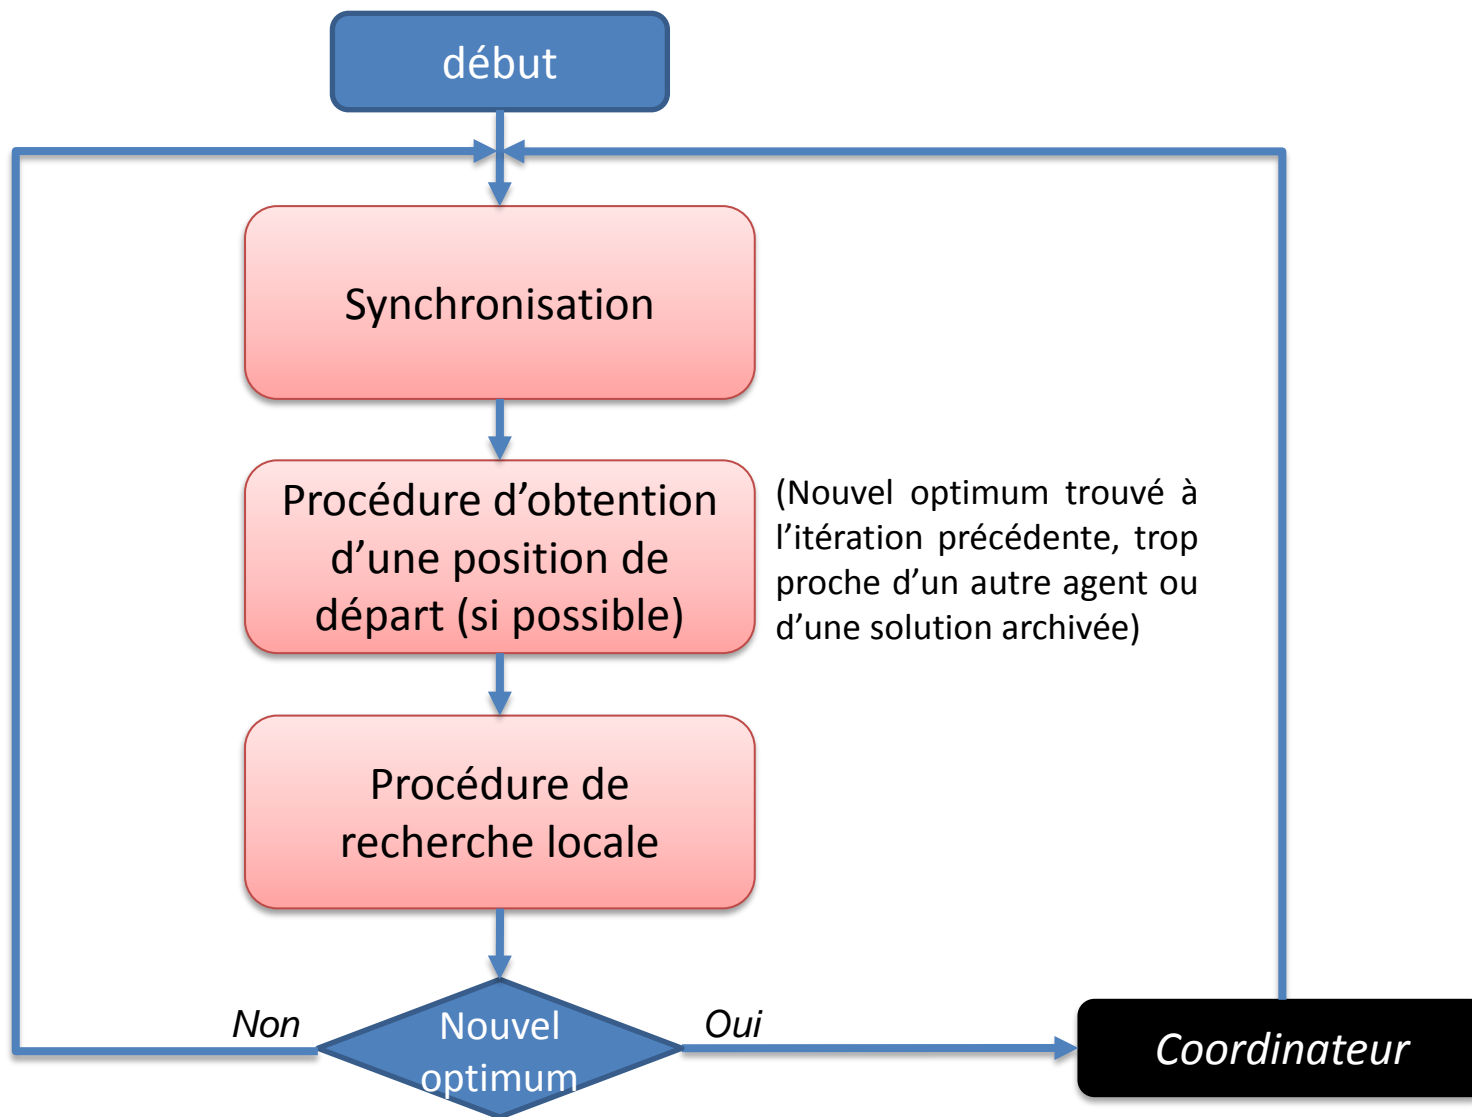 début
Synchronisation
Procédure d’obtention
d’une position de
départ (si possible)
(Nouvel optimum trouvé à
l’itération précédente, trop
proche d’un autre agent ou
d’une solution archivée)
Procédure de
recherche locale
Non
Nouvel
optimum
Oui
Coordinateur